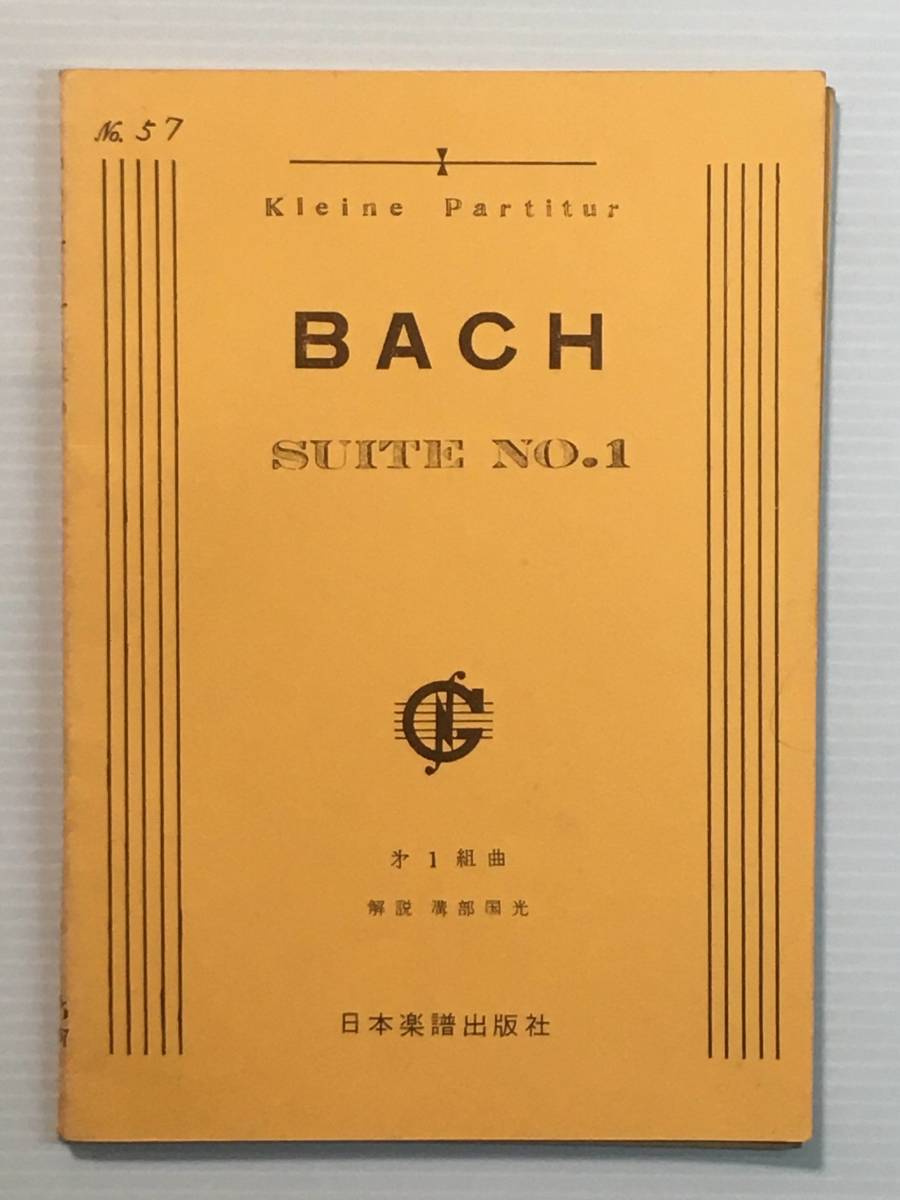 No. 57
Kleine Partitur
BACH
SUITE NO.1
㐧 1 組曲
解説 溝部国光
日本楽譜出版社